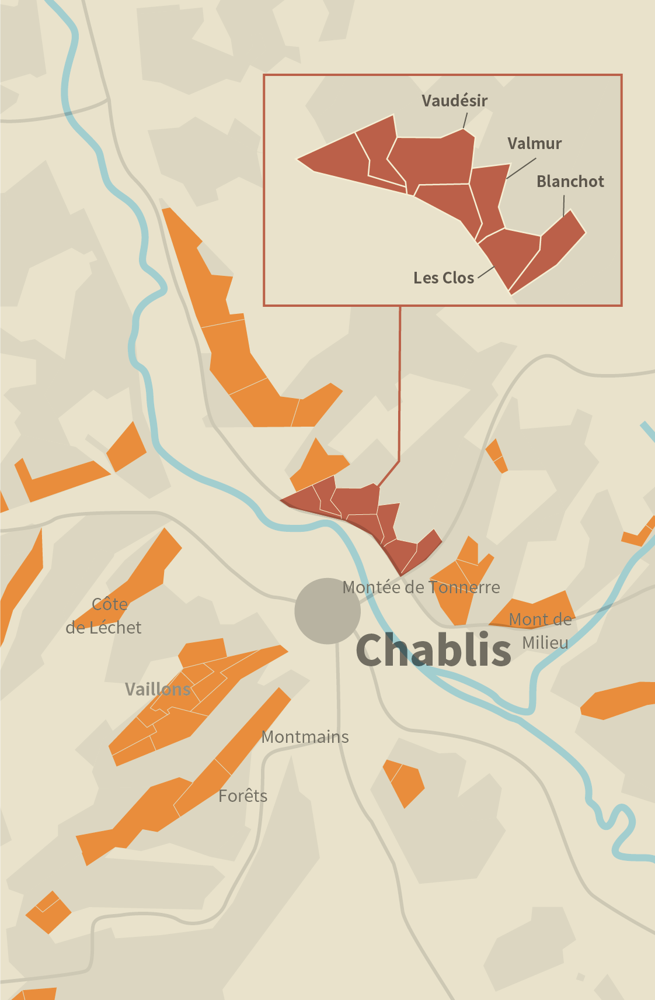 Vaudésir
Valmur
Blanchot
Les Clos
Montée de Tonnerre
Côte
de Léchet
Mont de
Milieu
Chablis
Vaillons
Montmains
Forêts